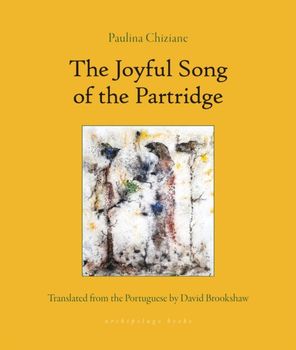 Paulina Chiziane
The Joyful Song
of the Partridge
Translated from the Portuguese by David Brookshaw
archipelago books